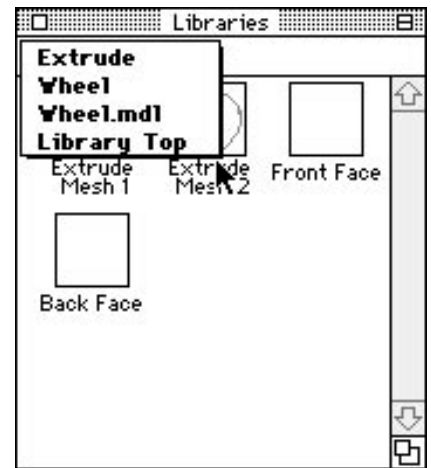 Libraries
Extrude
Wheel
Wheel.mdl
Library Top
Extrude
Mesh 1
Extrude
Mesh 2
Front Face
Back Face